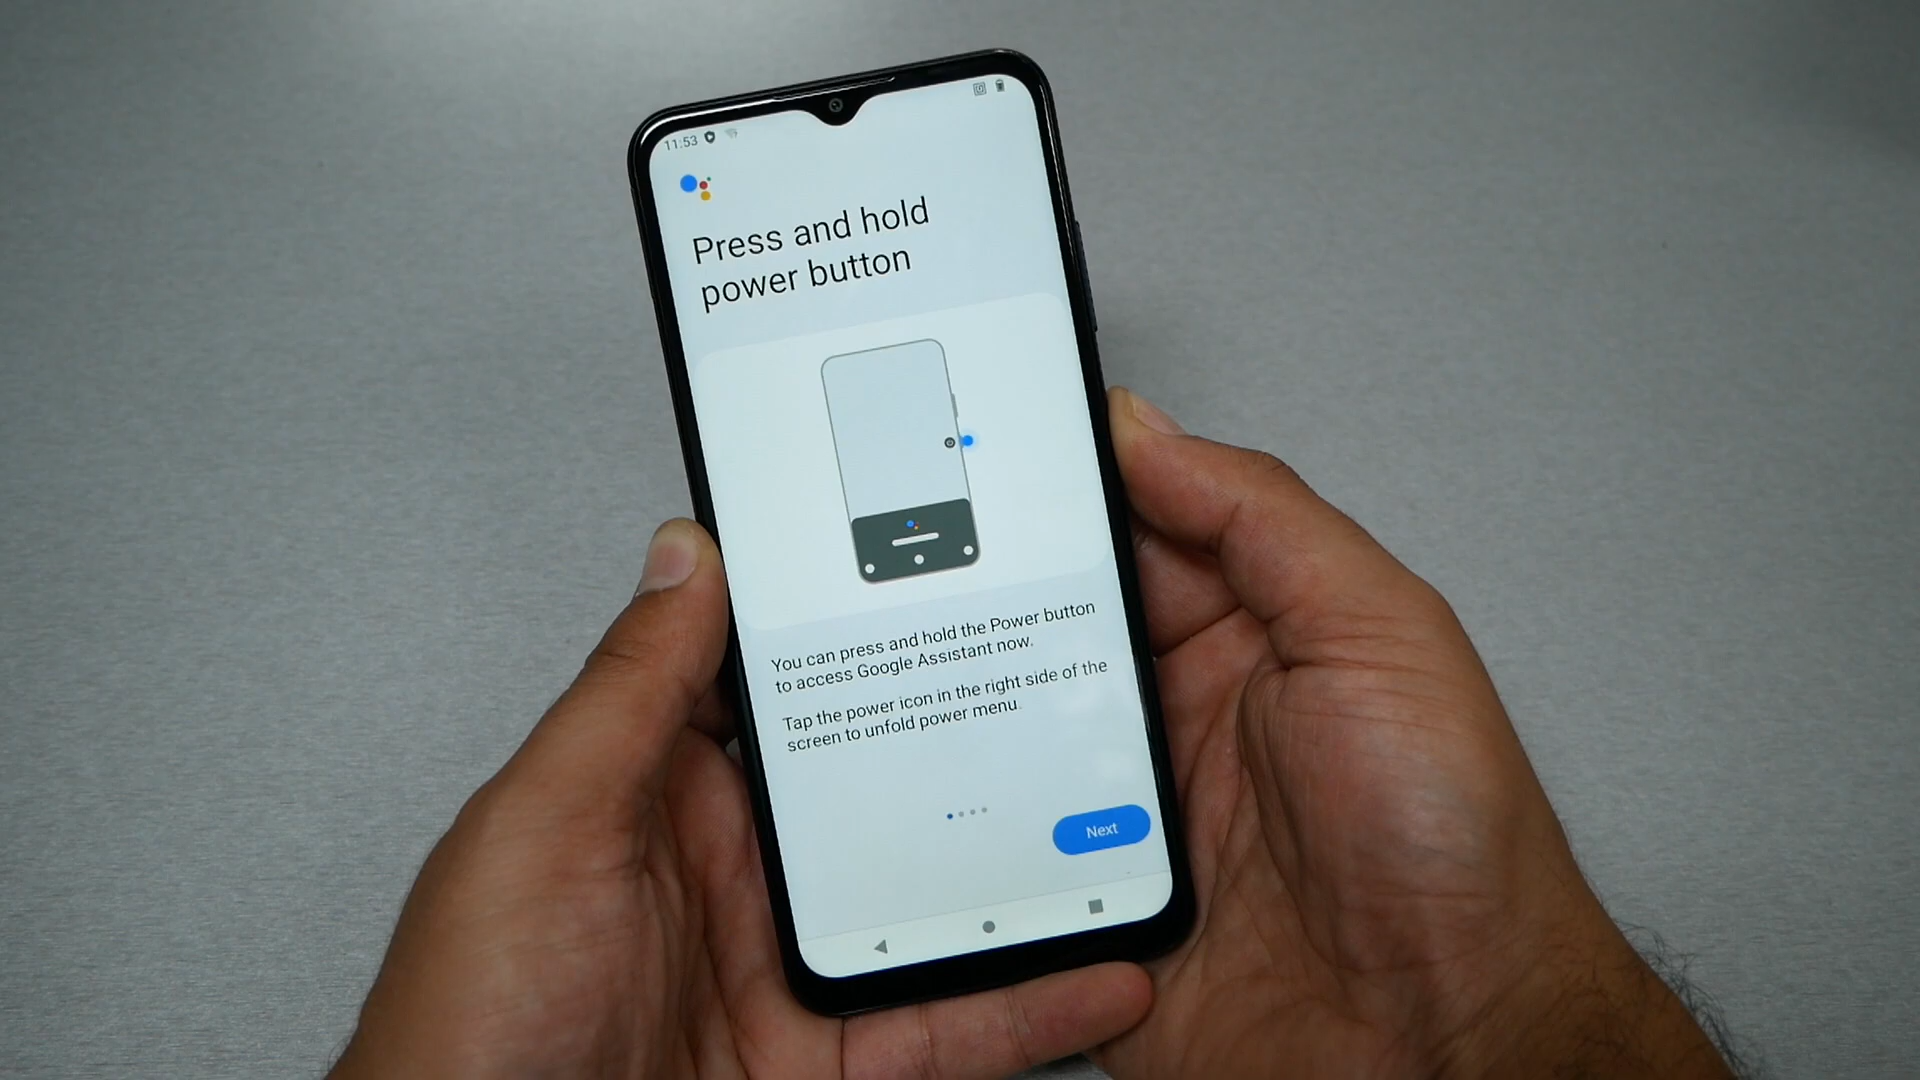 11:53
Press and hold
power button
You can press and hold the Power button
to access Google Assistant now.
Tap the power icon in the right side of the
screen to unfold power menu.
Next